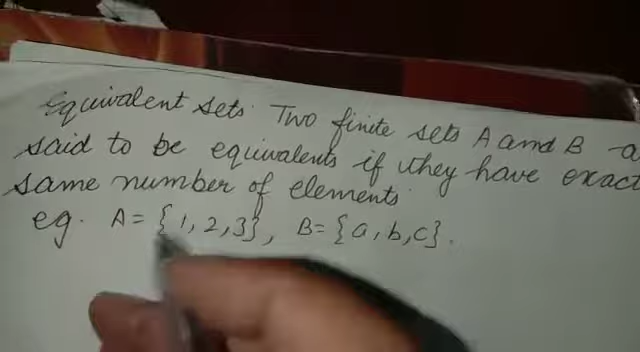 Equivalent sets: Two finite sets A and B a
said to be equivalents if they have exact
same number of elements.
eg. A = {1, 2, 3}, B = {a, b, c}.